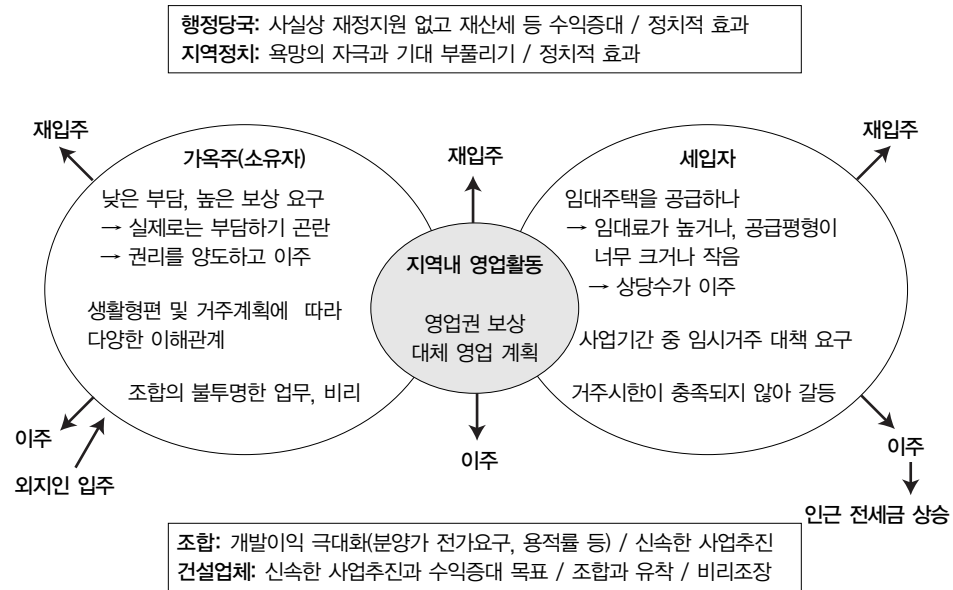 행정당국: 사실상 재정지원 없고 재산세 등 수익증대 / 정치적 효과
지역정치: 욕망의 자극과 기대 부풀리기 / 정치적 효과
재입주
재입주
재입주
가옥주(소유자)
낮은 부담, 높은 보상 요구
→ 실제로는 부담하기 곤란
→ 권리를 양도하고 이주
생활형편 및 거주계획에 따라
다양한 이해관계
조합의 불투명한 업무, 비리
지역내 영업활동
영업권 보상
대체 영업 계획
세입자
임대주택을 공급하나
→ 임대료가 높거나, 공급평형이
너무 크거나 작음
→ 상당수가 이주
사업기간 중 임시거주 대책 요구
거주시한이 충족되지 않아 갈등
이주
외지인 입주
이주
이주
인근 전세금 상승
조합: 개발이익 극대화(분양가 전가요구, 용적률 등) / 신속한 사업추진
건설업체: 신속한 사업추진과 수익증대 목표 / 조합과 유착 / 비리조장